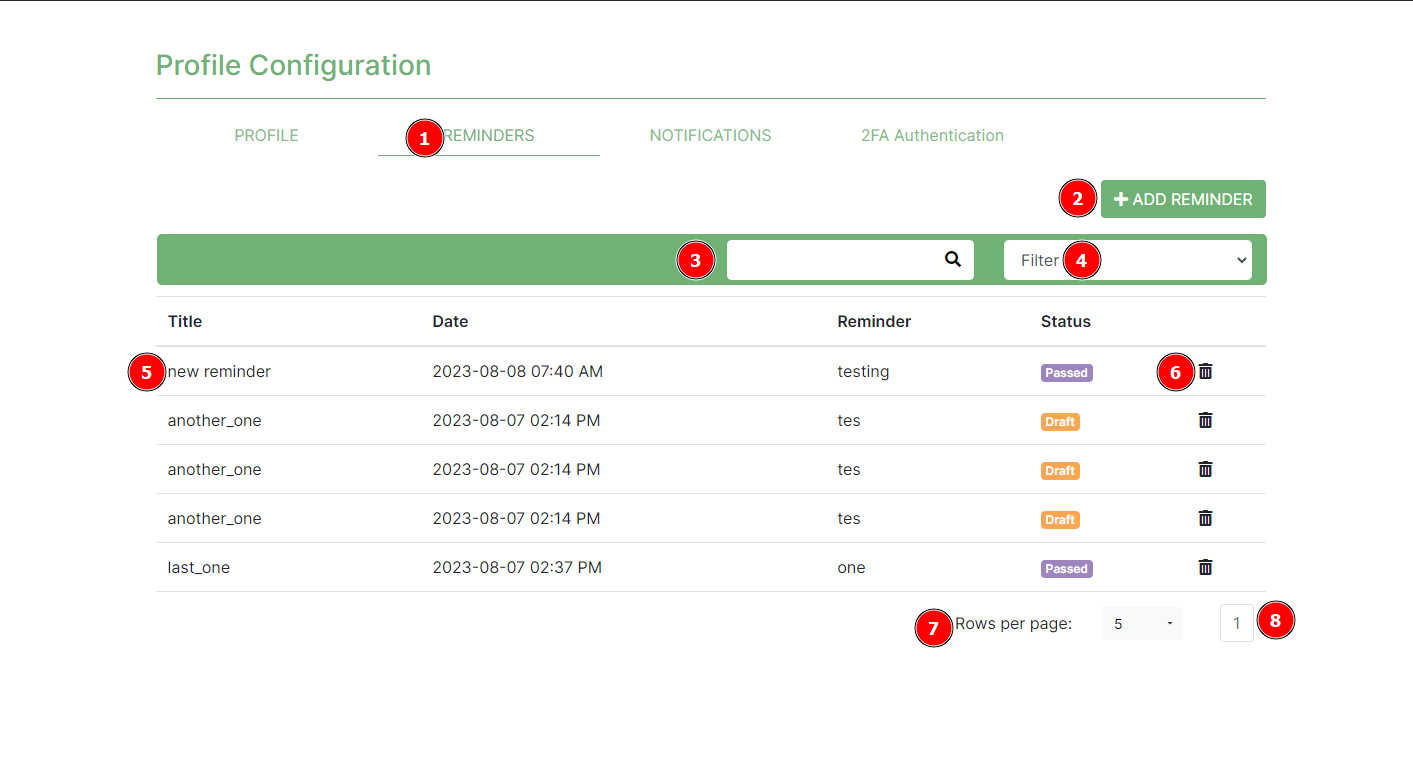 Profile Configuration
PROFILE 1 REMINDERS NOTIFICATIONS 2FA Authentication
2 ADD REMINDER
3 Filter 4
Title Date Reminder Status
5 new reminder 2023-08-08 07:40 AM testing Passed 6
another_one 2023-08-07 02:14 PM tes Draft
another_one 2023-08-07 02:14 PM tes Draft
another_one 2023-08-07 02:14 PM tes Draft
last_one 2023-08-07 02:37 PM one Passed
7 Rows per page: 5 1 8